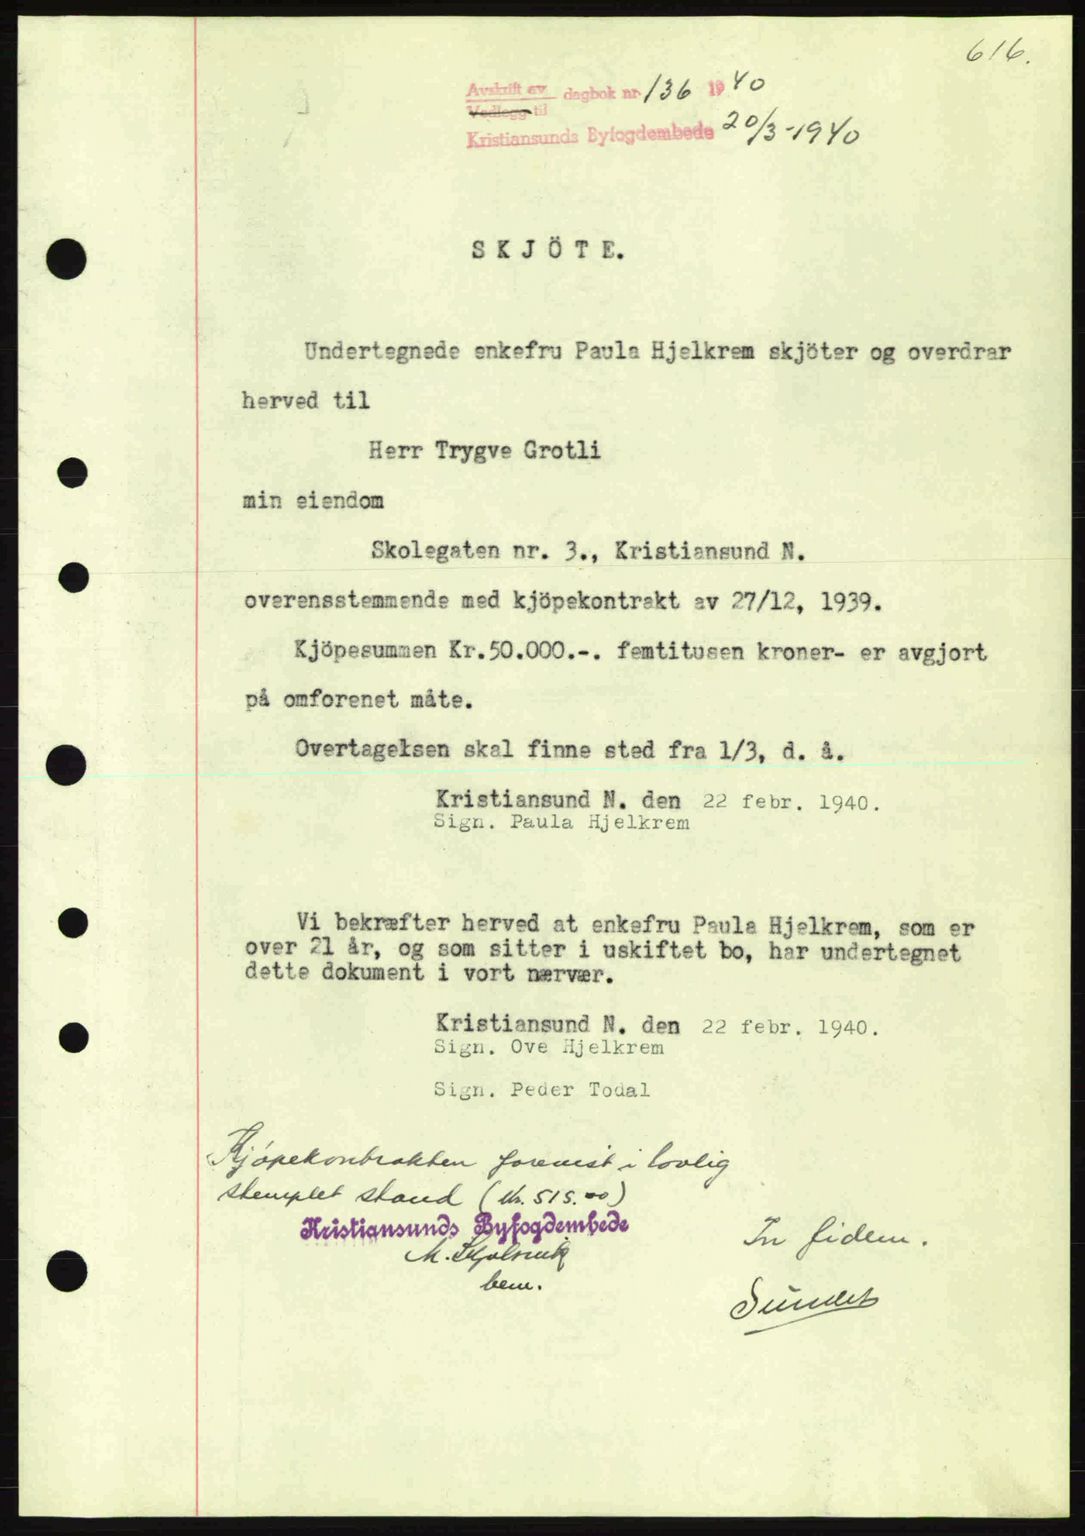 616.
Avskrift av dagbok nr 136 1940
Vedlegg til
Kristiansunds Byfogdembede 20/3-1940
SKJÖTE.
Undertegnede enkefru Paula Hjelkrem skjöter og overdrar
herved til
Herr Trygve Grotli
min eiendom
Skolegaten nr. 3., Kristiansund N.
overensstemmende med kjöpekontrakt av 27/12, 1939.
Kjöpesummen Kr.50.000.-. femtitusen kroner- er avgjort
på omforenet måte.
Overtagelsen skal finne sted fra 1/3, d. å.
Kristiansund N. den 22 febr. 1940.
Sign. Paula Hjelkrem
Vi bekræfter herved at enkefru Paula Hjelkrem, som er
over 21 år, og som sitter i uskiftet bo, har undertegnet
dette dokument i vort nærvær.
Kristiansund N. den 22 febr. 1940.
Sign. Ove Hjelkrem
Sign. Peder Todal
Kjöpekontrakten forevist i lovlig
stemplet stand (kr. 515.00)
Kristiansunds Byfogdembede
M.
bem.
In fidem.
Sundet